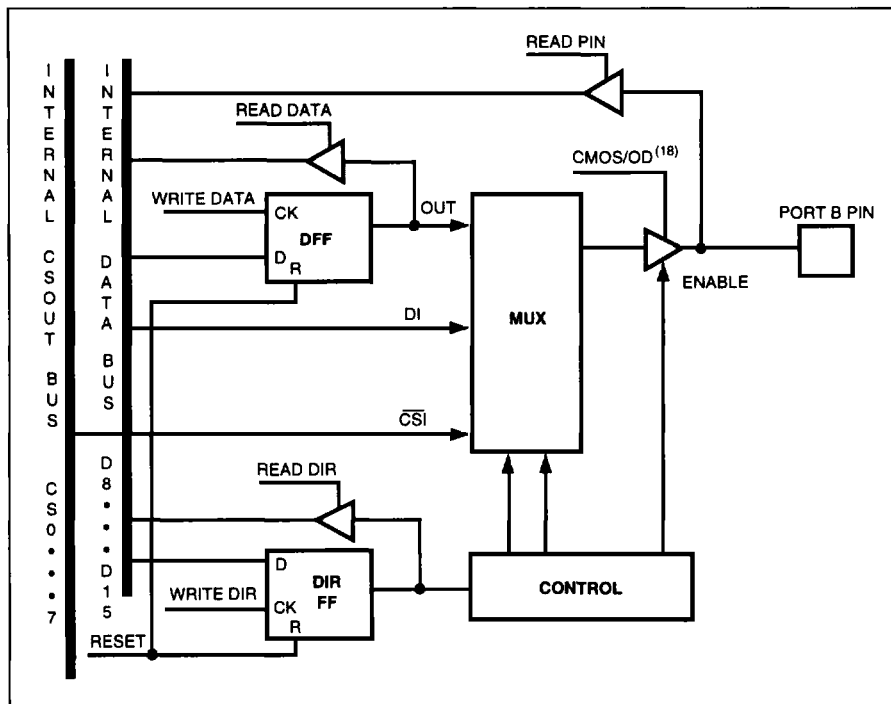 INTERNAL CSOUT BUS CS0•••7
INTERNAL DATA BUS D8•••D15
READ PIN
READ DATA
CMOS/OD(18)
WRITE DATA
CK
OUT
DFF
D
R
PORT B PIN
ENABLE
MUX
DI
CSI
READ DIR
D
DIR
FF
WRITE DIR
CK
R
CONTROL
RESET